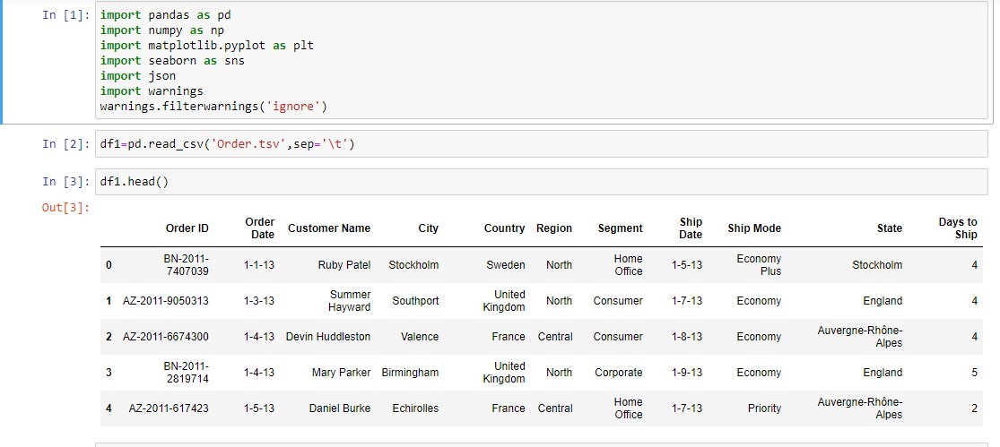 In [1]: import pandas as pd
import numpy as np
import matplotlib.pyplot as plt
import seaborn as sns
import json
import warnings
warnings.filterwarnings('ignore')
In [2]: df1=pd.read_csv('Order.tsv',sep='\t')
In [3]: df1.head()
Out[3]:
Order ID Order Date Customer Name City Country Region Segment Ship Date Ship Mode State Days to Ship
0 BN-2011-7407039 1-1-13 Ruby Patel Stockholm Sweden North Home Office 1-5-13 Economy Plus Stockholm 4
1 AZ-2011-9050313 1-3-13 Summer Hayward Southport United Kingdom North Consumer 1-7-13 Economy England 4
2 AZ-2011-6674300 1-4-13 Devin Huddleston Valence France Central Consumer 1-8-13 Economy Auvergne-Rhône-Alpes 4
3 BN-2011-2819714 1-4-13 Mary Parker Birmingham United Kingdom North Corporate 1-9-13 Economy England 5
4 AZ-2011-617423 1-5-13 Daniel Burke Echirolles France Central Home Office 1-7-13 Priority Auvergne-Rhône-Alpes 2